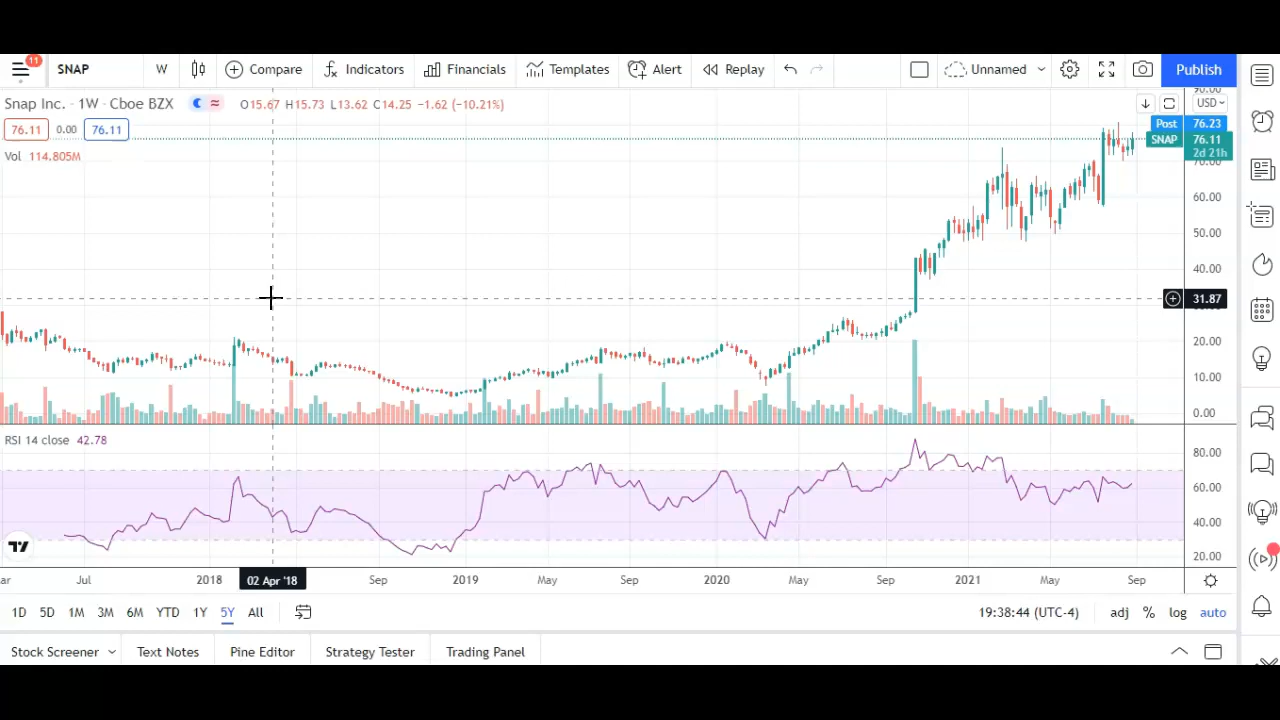 11
SNAP W Compare Indicators Financials Templates Alert Replay Unnamed Publish
Snap Inc. · 1W · Cboe BZX O15.67 H15.73 L13.62 C14.25 −1.62 (−10.21%)
USD
90.00
76.11 0.00 76.11
Post 76.23
SNAP 76.11
2d 21h
Vol 114.805M
70.00
60.00
50.00
40.00
31.87
20.00
10.00
0.00
RSI 14 close 42.78
80.00
60.00
40.00
20.00
Jul 2018 02 Apr '18 Sep 2019 May Sep 2020 May Sep 2021 May Sep
1D 5D 1M 3M 6M YTD 1Y 5Y All 19:38:44 (UTC-4) adj % log auto
Stock Screener Text Notes Pine Editor Strategy Tester Trading Panel